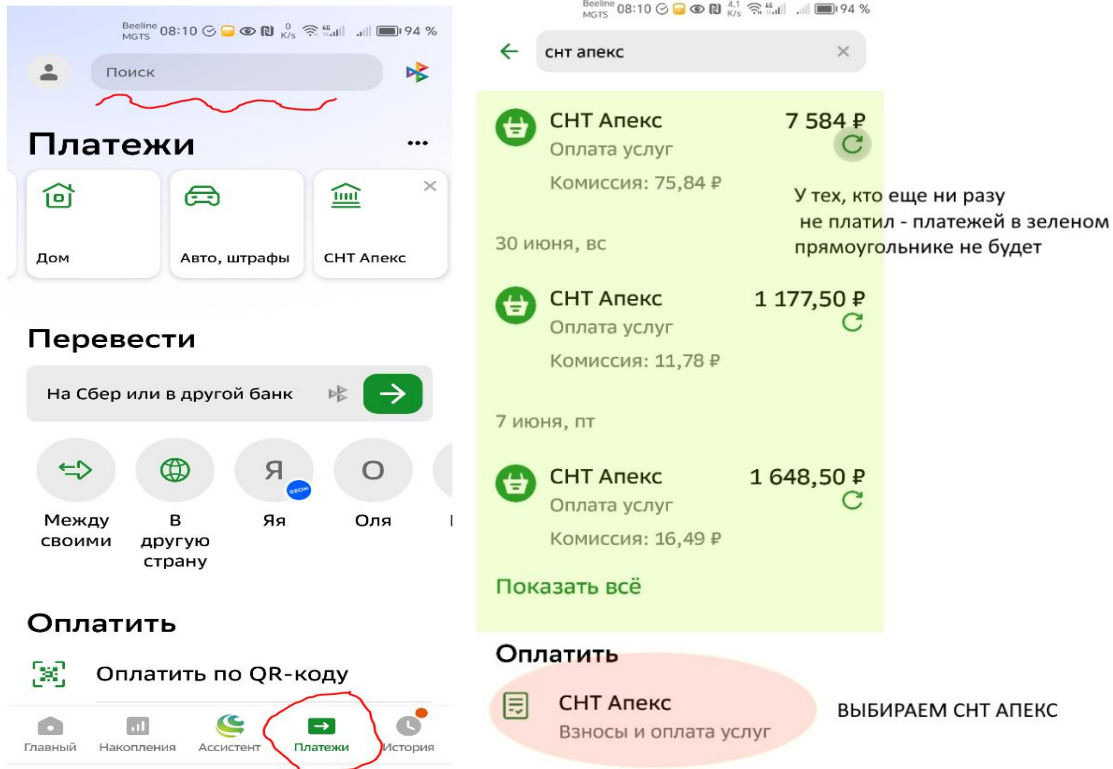 Beeline
MGTS
08:10
0
K/s
46
94 %
Поиск
Платежи
Дом
Авто, штрафы
СНТ Апекс
Перевести
На Сбер или в другой банк
Я
О
Между
своими
В
другую
страну
Яя
Оля
Оплатить
Оплатить по QR-коду
Главный
Накопления
Ассистент
Платежи
История
Beeline
MGTS
08:10
4,1
K/s
46
94 %
снт апекс
СНТ Апекс
7 584 ₽
Оплата услуг
Комиссия: 75,84 ₽
У тех, кто еще ни разу
не платил - платежей в зеленом
прямоугольнике не будет
30 июня, вс
СНТ Апекс
1 177,50 ₽
Оплата услуг
Комиссия: 11,78 ₽
7 июня, пт
СНТ Апекс
1 648,50 ₽
Оплата услуг
Комиссия: 16,49 ₽
Показать всё
Оплатить
СНТ Апекс
Взносы и оплата услуг
ВЫБИРАЕМ СНТ АПЕКС